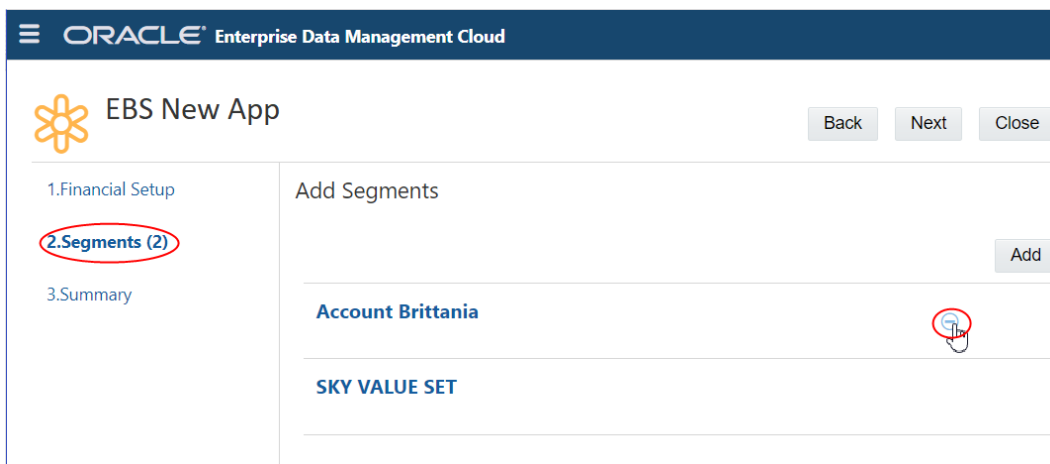 ORACLE® Enterprise Data Management Cloud
EBS New App
Back Next Close
1.Financial Setup
Add Segments
2.Segments (2)
Add
3.Summary
Account Brittania
SKY VALUE SET